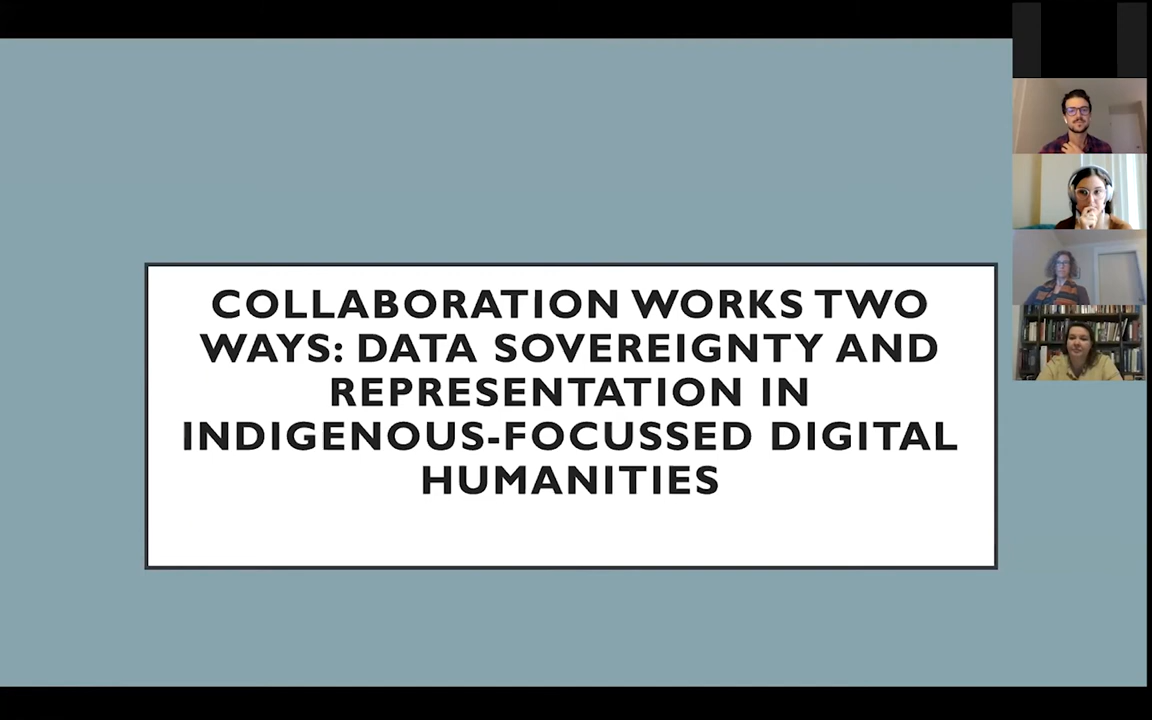 COLLABORATION WORKS TWO
WAYS: DATA SOVEREIGNTY AND
REPRESENTATION IN
INDIGENOUS-FOCUSSED DIGITAL
HUMANITIES